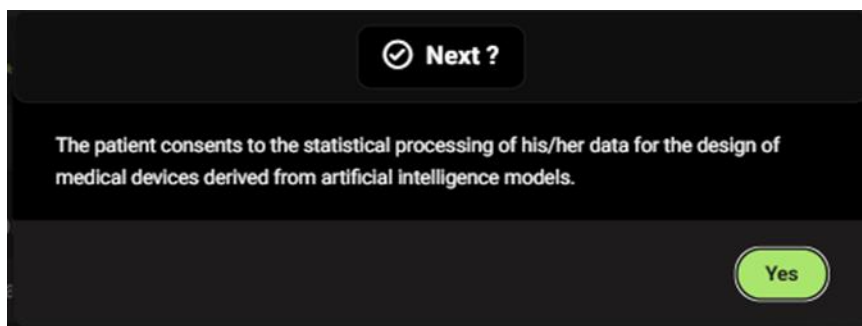 Next ?
The patient consents to the statistical processing of his/her data for the design of
medical devices derived from artificial intelligence models.
Yes